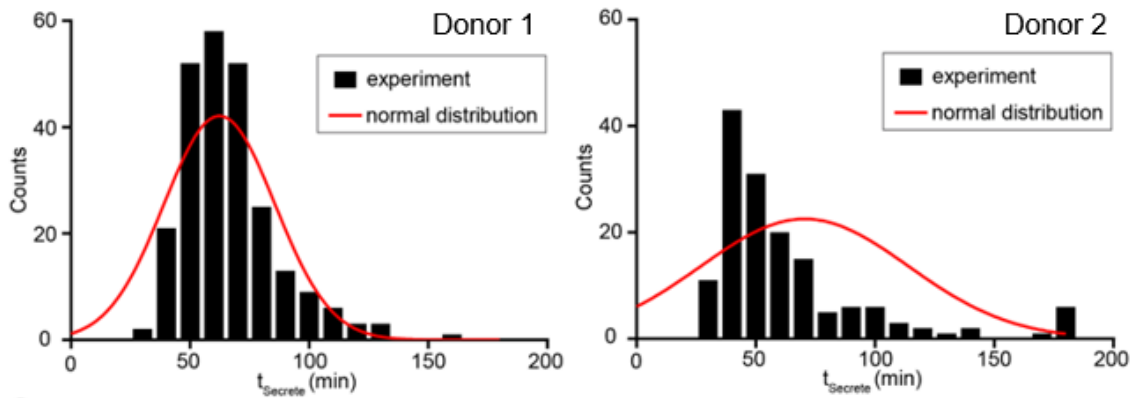 Donor 1
60
40
20
0
Counts
experiment
normal distribution
0 50 100 150 200
tSecrete (min)
Donor 2
60
40
20
0
Counts
experiment
normal distribution
0 50 100 150 200
tSecrete (min)